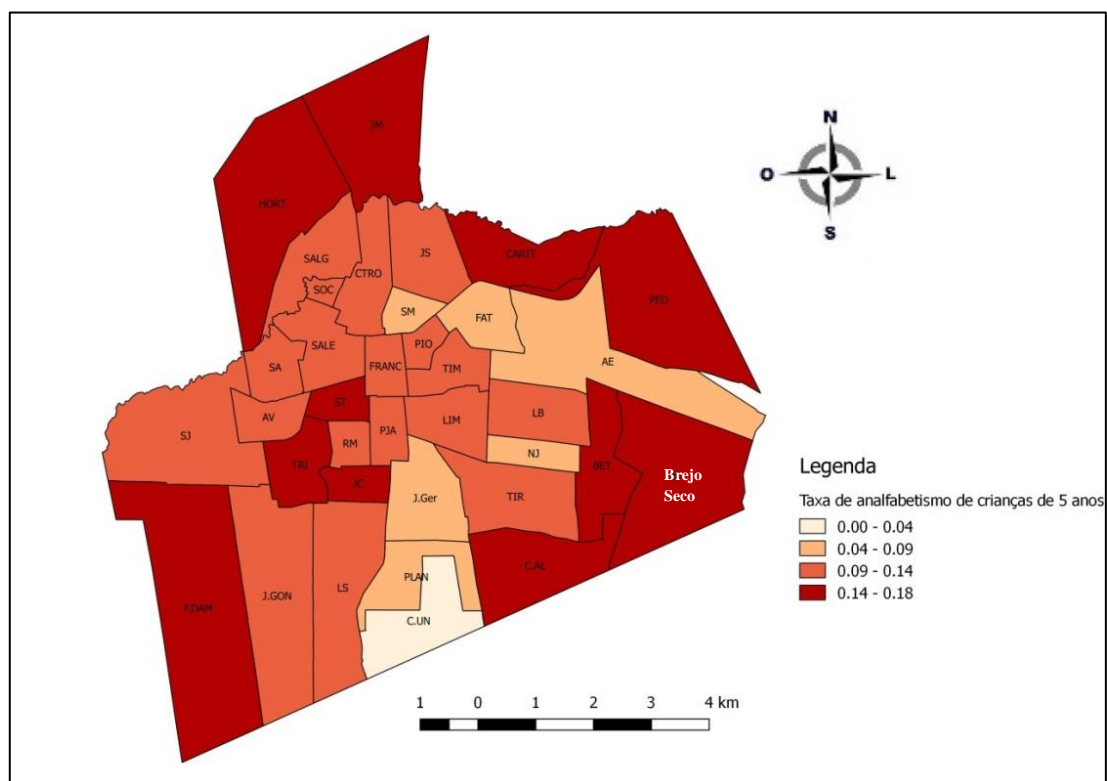 N
O
L
S
JM
HORT
SALG
CTRO
JS
CARIT
PED
SOC
SM
FAT
AE
SALE
PIO
FRANC
TIM
SA
ST
AV
SJ
RM
PJA
LIM
LB
NJ
BET
TRI
JC
J.Ger
TIR
Brejo
Seco
F.DAM
J.GON
LS
PLAN
C.AL
C.UN
Legenda
Taxa de analfabetismo de crianças de 5 anos
0.00 - 0.04
0.04 - 0.09
0.09 - 0.14
0.14 - 0.18
1 0 1 2 3 4 km